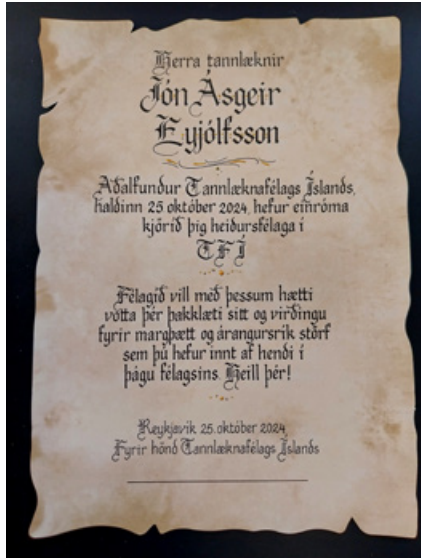 Herra tannlæknir
Jón Ásgeir
Eyjólfsson
Aðalfundur Tannlæknafélags Íslands,
haldinn 25 október 2024, hefur einróma
kjörið þig heiðursfélaga í
TFÍ
Félagið vill með þessum hætti
votta þér þakklæti sitt og virðingu
fyrir margþætt og árangursrík störf
sem þú hefur innt af hendi í
þágu félagsins. Heill þér!
Reykjavík 25. október 2024
Fyrir hönd Tannlæknafélags Íslands